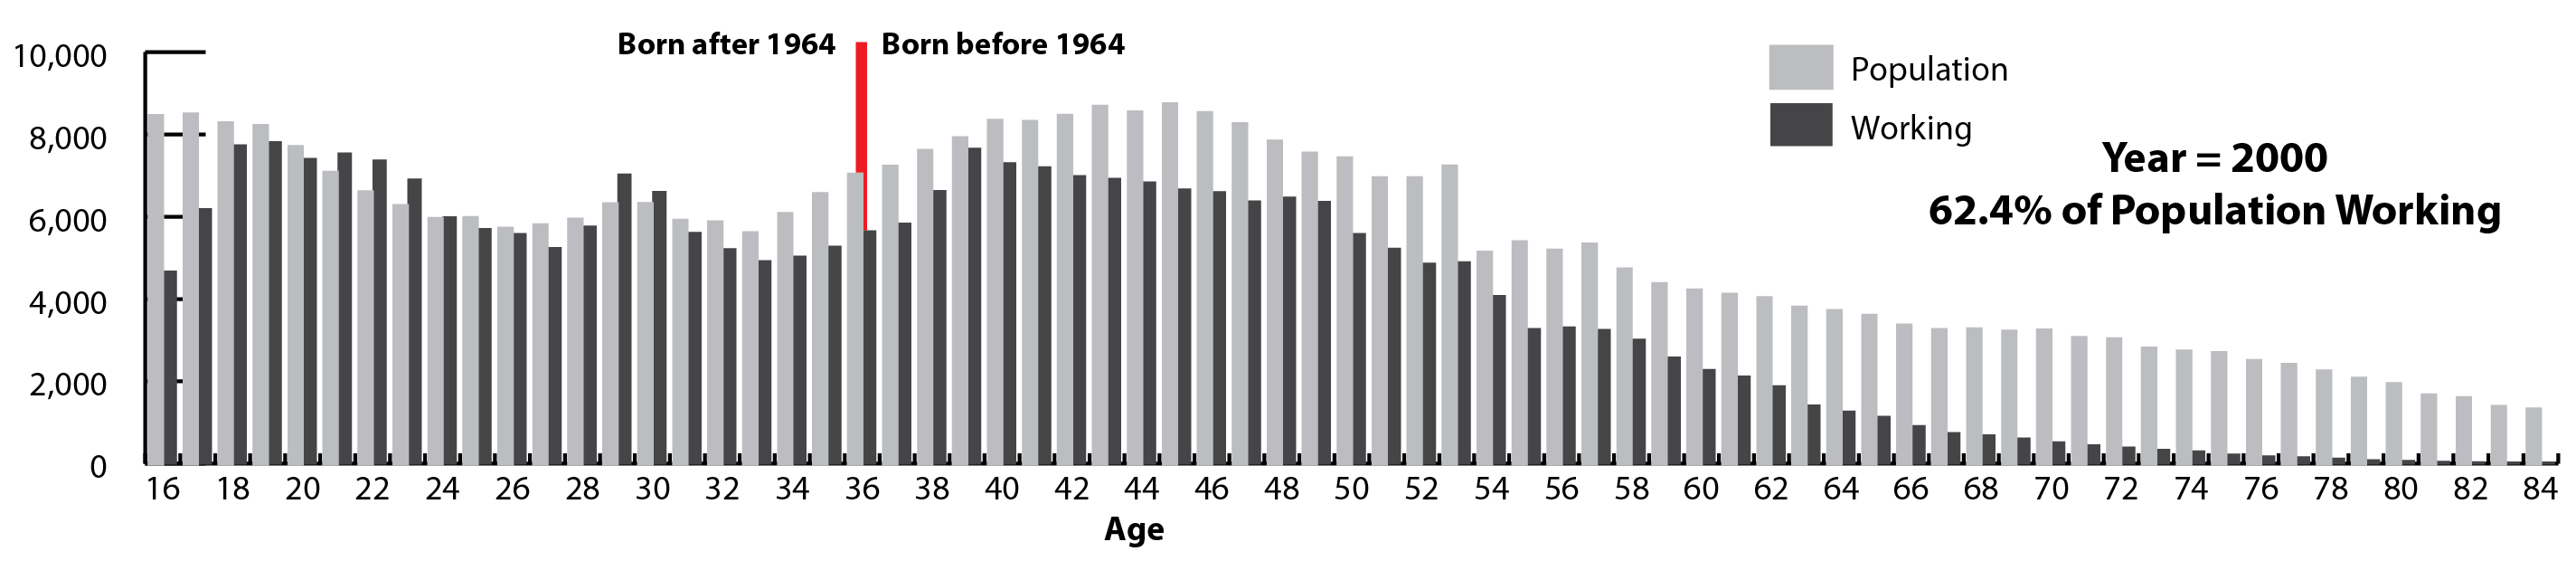 Born after 1964
Born before 1964
10,000
8,000
6,000
4,000
2,000
0
Population
Working
Year = 2000
62.4% of Population Working
16 18 20 22 24 26 28 30 32 34 36 38 40 42 44 46 48 50 52 54 56 58 60 62 64 66 68 70 72 74 76 78 80 82 84
Age